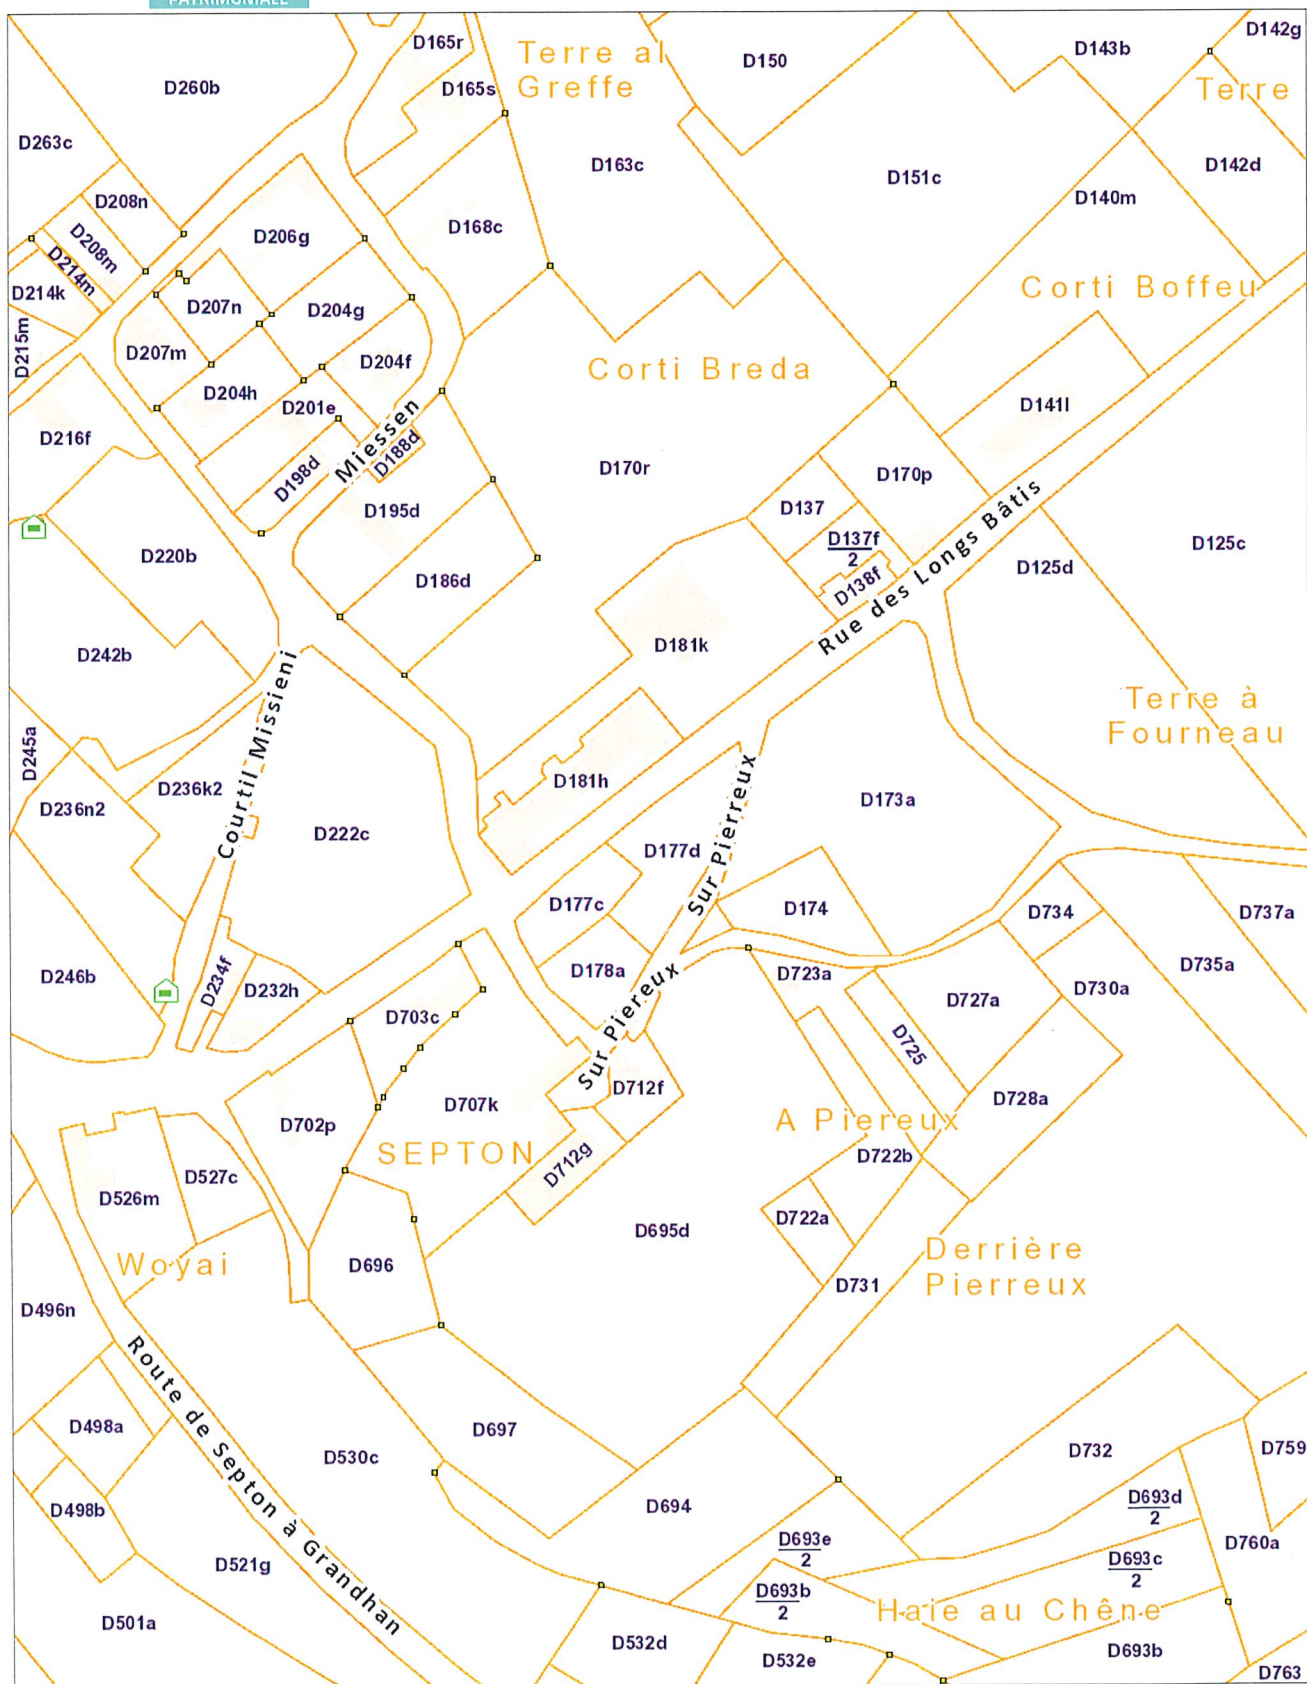 PATRIMONIALE
D142g
D165r
Terre al
Greffe
D150
D143b
D260b
D165s
Terre
D263c
D163c
D142d
D151c
D140m
D208n
D208m
D206g
D168c
D214m
D214k
Corti Boffeu
D207n
D204g
D215m
D207m
D204f
Corti Breda
D204h
D201e
D141l
D216f
Miessen
D188d
D198d
D170r
D170p
D137
D195d
D137f
2
D220b
D125c
D186d
D138f
D125d
Rue des Longs Bâtis
D181k
D242b
Terre à
Fourneau
D245a
Courtil Missieni
D236k2
D181h
D236n2
D173a
D222c
D177d
Sur Pierreux
D177c
D174
D734
D737a
D246b
D234f
D232h
D178a
D723a
D735a
D730a
D727a
D703c
Sur Piereux
D725
D712f
D707k
D728a
D702p
A Piereux
SEPTON
D722b
D712g
D527c
D526m
D722a
D695d
Derrière
Pierreux
Woyai
D696
D731
D496n
Route de Septon à Grandhan
D498a
D697
D530c
D732
D759
D498b
D694
D693d
2
D693e
2
D760a
D521g
D693c
2
D693b
2
Haie au Chêne
D501a
D532d
D532e
D693b
D763